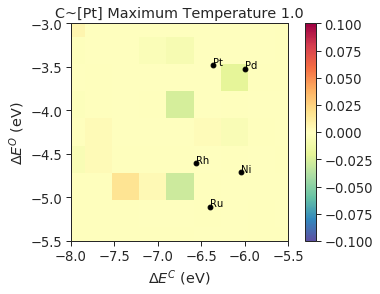 C~[Pt] Maximum Temperature 1.0
−3.0
−3.5
−4.0
−4.5
−5.0
−5.5
ΔE^O (eV)
−8.0 −7.5 −7.0 −6.5 −6.0 −5.5
ΔE^C (eV)
Pt
Pd
Rh
Ni
Ru
0.100
0.075
0.050
0.025
0.000
−0.025
−0.050
−0.075
−0.100